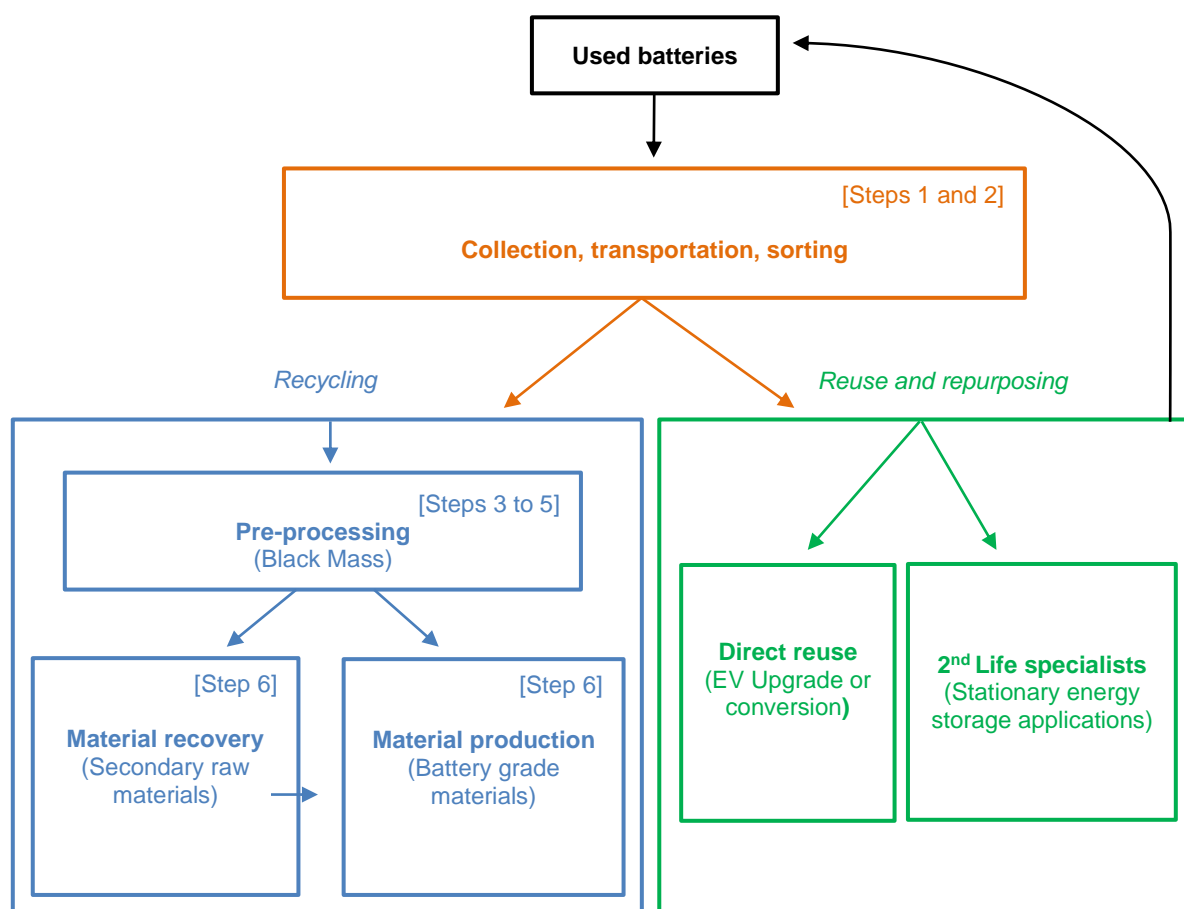 Used batteries
[Steps 1 and 2]
Collection, transportation, sorting
Recycling
Reuse and repurposing
[Steps 3 to 5]
Pre-processing
(Black Mass)
[Step 6]
Material recovery
(Secondary raw
materials)
[Step 6]
Material production
(Battery grade
materials)
Direct reuse
(EV Upgrade or
conversion)
2nd Life specialists
(Stationary energy
storage applications)